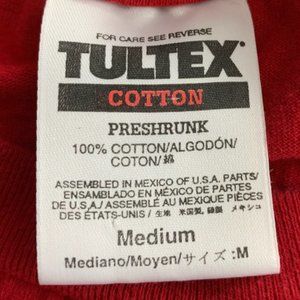 FOR CARE SEE REVERSE
TULTEX®
COTTON
PRESHRUNK
100% COTTON/ALGODÓN/
COTON/綿
ASSEMBLED IN MEXICO OF U.S.A. PARTS/
ENSAMBLADO EN MÉXICO DE PARTES
DE U.S.A./ ASSEMBLÉ AU MEXIQUE PIÈCES
DES ÉTATS-UNIS / 生地 米国製, 縫製 メキシコ
Medium
Mediano/Moyen/サイズ:M